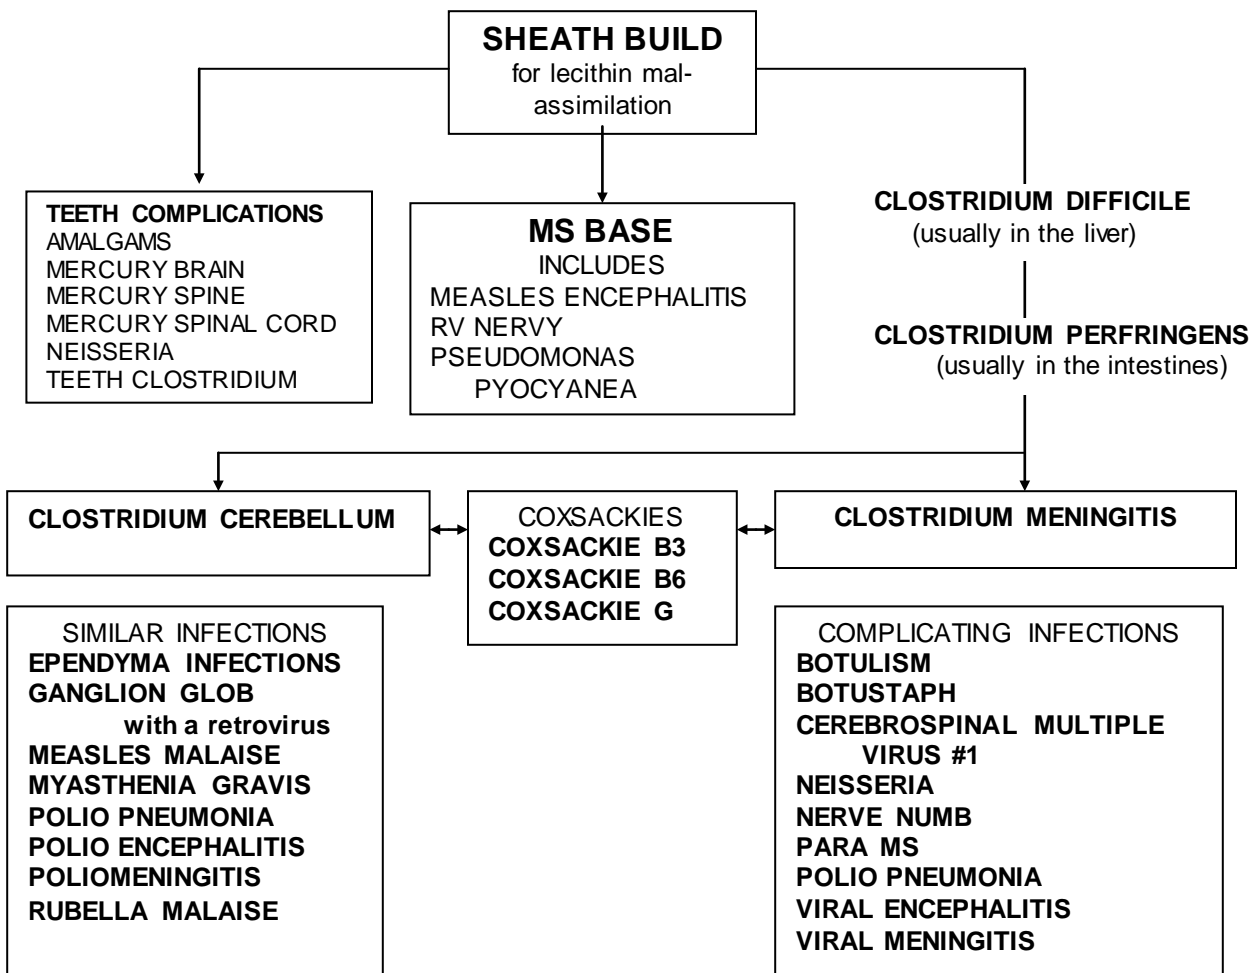 SHEATH BUILD
for lecithin mal-
assimilation
TEETH COMPLICATIONS
AMALGAMS
MERCURY BRAIN
MERCURY SPINE
MERCURY SPINAL CORD
NEISSERIA
TEETH CLOSTRIDIUM
MS BASE
INCLUDES
MEASLES ENCEPHALITIS
RV NERVY
PSEUDOMONAS
PYOCYANEA
CLOSTRIDIUM DIFFICILE
(usually in the liver)
CLOSTRIDIUM PERFRINGENS
(usually in the intestines)
CLOSTRIDIUM CEREBELLUM
COXSACKIES
COXSACKIE B3
COXSACKIE B6
COXSACKIE G
CLOSTRIDIUM MENINGITIS
SIMILAR INFECTIONS
EPENDYMA INFECTIONS
GANGLION GLOB
with a retrovirus
MEASLES MALAISE
MYASTHENIA GRAVIS
POLIO PNEUMONIA
POLIO ENCEPHALITIS
POLIOMENINGITIS
RUBELLA MALAISE
COMPLICATING INFECTIONS
BOTULISM
BOTUSTAPH
CEREBROSPINAL MULTIPLE
VIRUS #1
NEISSERIA
NERVE NUMB
PARA MS
POLIO PNEUMONIA
VIRAL ENCEPHALITIS
VIRAL MENINGITIS